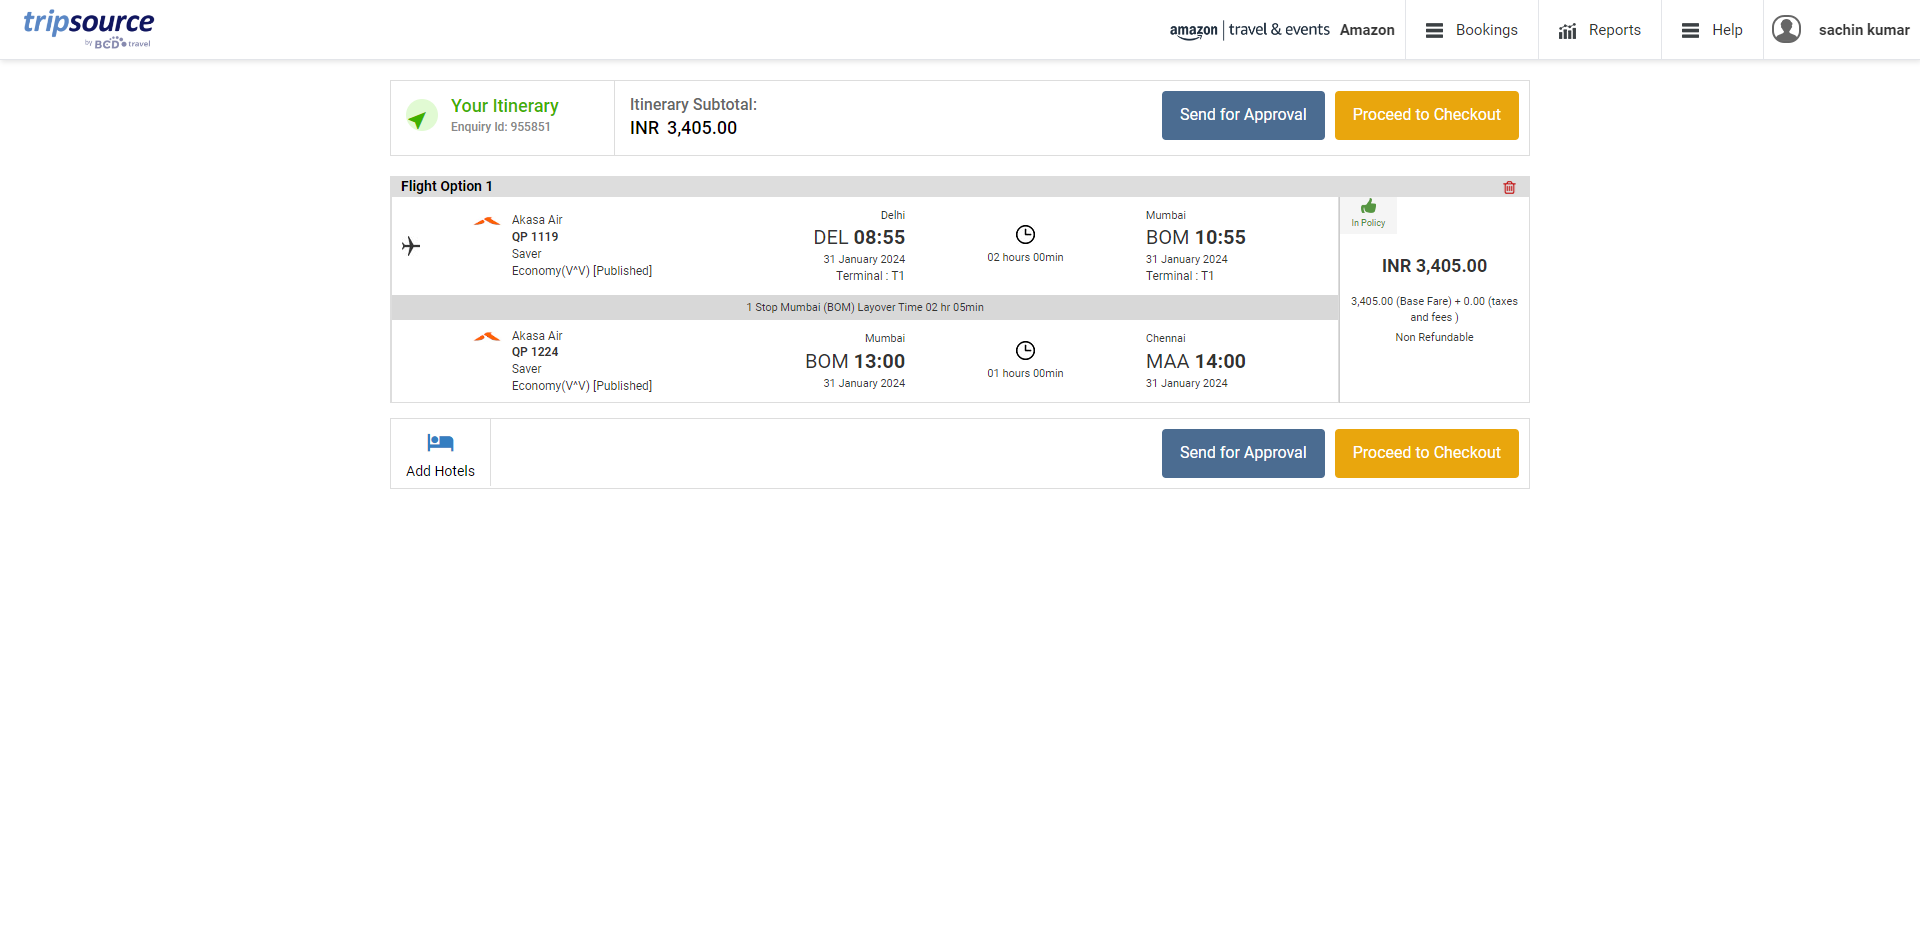 tripsource
by BCD travel
amazon | travel & events Amazon
Bookings
Reports
Help
sachin kumar
Your Itinerary
Enquiry Id: 955851
Itinerary Subtotal:
INR 3,405.00
Send for Approval
Proceed to Checkout
Flight Option 1
Akasa Air
QP 1119
Saver
Economy(V^V) [Published]
Delhi
DEL 08:55
31 January 2024
Terminal : T1
02 hours 00min
Mumbai
BOM 10:55
31 January 2024
Terminal : T1
1 Stop Mumbai (BOM) Layover Time 02 hr 05min
Akasa Air
QP 1224
Saver
Economy(V^V) [Published]
Mumbai
BOM 13:00
31 January 2024
01 hours 00min
Chennai
MAA 14:00
31 January 2024
In Policy
INR 3,405.00
3,405.00 (Base Fare) + 0.00 (taxes
and fees )
Non Refundable
Add Hotels
Send for Approval
Proceed to Checkout